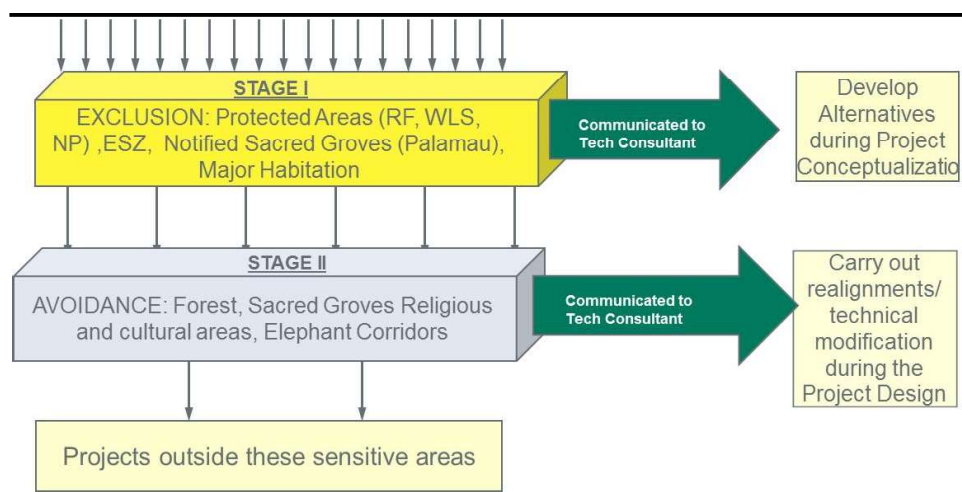 STAGE I
EXCLUSION: Protected Areas (RF, WLS,
NP) ,ESZ, Notified Sacred Groves (Palamau),
Major Habitation
Communicated to
Tech Consultant
Develop
Alternatives
during Project
Conceptualizatio
STAGE II
AVOIDANCE: Forest, Sacred Groves Religious
and cultural areas, Elephant Corridors
Communicated to
Tech Consultant
Carry out
realignments/
technical
modification
during the
Project Design
Projects outside these sensitive areas